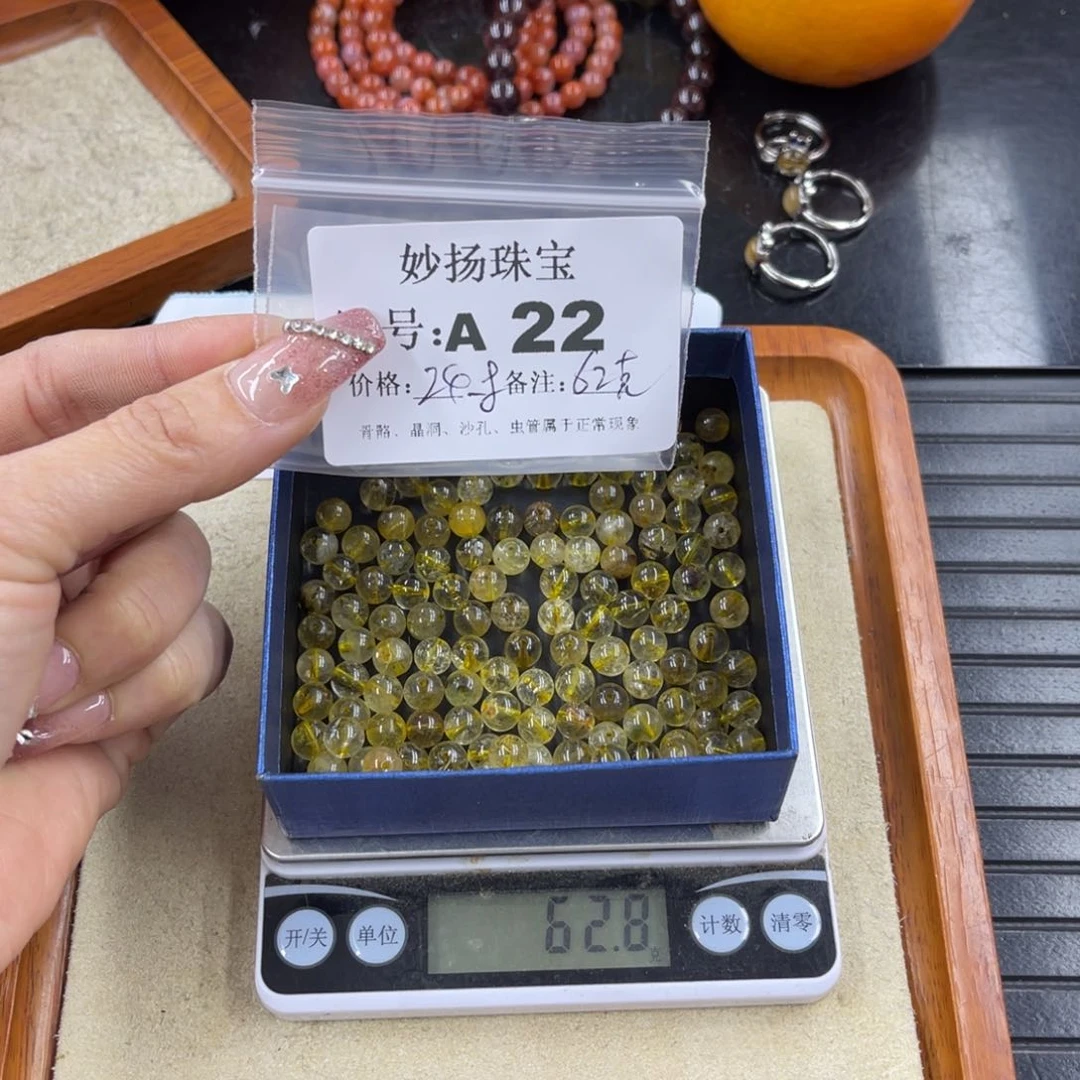 妙扬珠宝
号:A 22
价格: 备注:62克
骨骼、晶洞、沙孔、虫管属于正常现象
62.8
开/关 单位 计数 清零